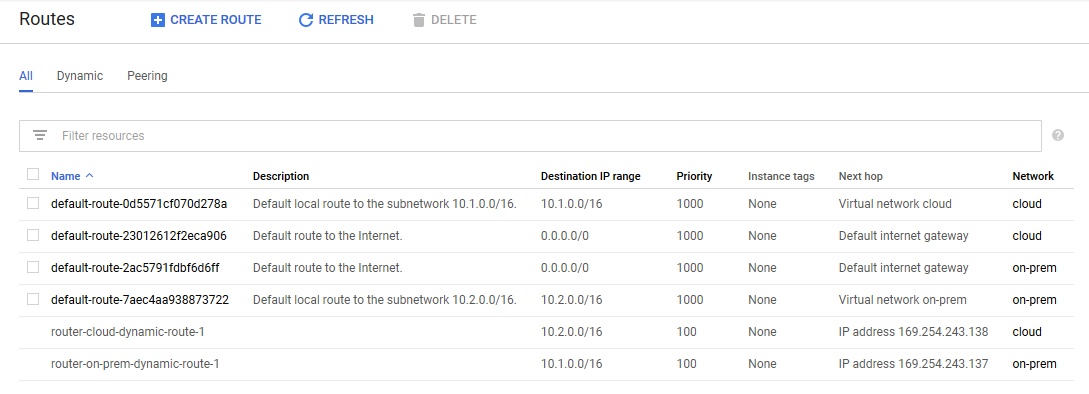 Routes CREATE ROUTE REFRESH DELETE
All Dynamic Peering
Filter resources
Name Description Destination IP range Priority Instance tags Next hop Network
default-route-0d5571cf070d278a Default local route to the subnetwork 10.1.0.0/16. 10.1.0.0/16 1000 None Virtual network cloud cloud
default-route-23012612f2eca906 Default route to the Internet. 0.0.0.0/0 1000 None Default internet gateway cloud
default-route-2ac5791fdbf6d6ff Default route to the Internet. 0.0.0.0/0 1000 None Default internet gateway on-prem
default-route-7aec4aa938873722 Default local route to the subnetwork 10.2.0.0/16. 10.2.0.0/16 1000 None Virtual network on-prem on-prem
router-cloud-dynamic-route-1 10.2.0.0/16 100 None IP address 169.254.243.138 cloud
router-on-prem-dynamic-route-1 10.1.0.0/16 100 None IP address 169.254.243.137 on-prem